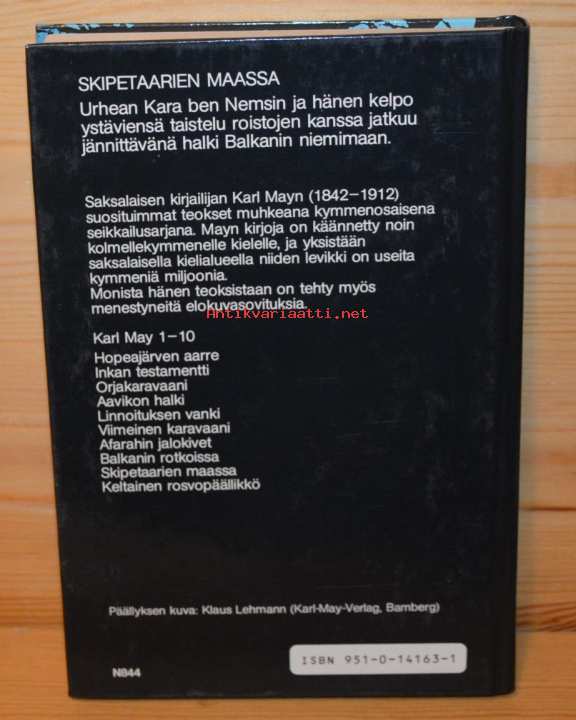 SKIPETAARIEN MAASSA
Urhean Kara ben Nemsin ja hänen kelpo
ystäviensä taistelu roistojen kanssa jatkuu
jännittävänä halki Balkanin niemimaan.
Saksalaisen kirjailijan Karl Mayn (1842–1912)
suosituimmat teokset muhkeana kymmenosaisena
seikkailusarjana. Mayn kirjoja on käännetty noin
kolmellekymmenelle kielelle, ja yksistään
saksalaisella kielialueella niiden levikki on useita
kymmeniä miljoonia.
Monista hänen teoksistaan on tehty myös
menestyneitä elokuvasovituksia.
Antikvariaatti.net
Karl May 1–10
Hopeajärven aarre
Inkan testamentti
Orjakaravaani
Aavikon halki
Linnoituksen vanki
Viimeinen karavaani
Afarahin jalokivet
Balkanin rotkoissa
Skipetaarien maassa
Keltainen rosvopäällikkö
Päällyksen kuva: Klaus Lehmann (Karl-May-Verlag, Bamberg)
ISBN 951-0-14163-1
N844